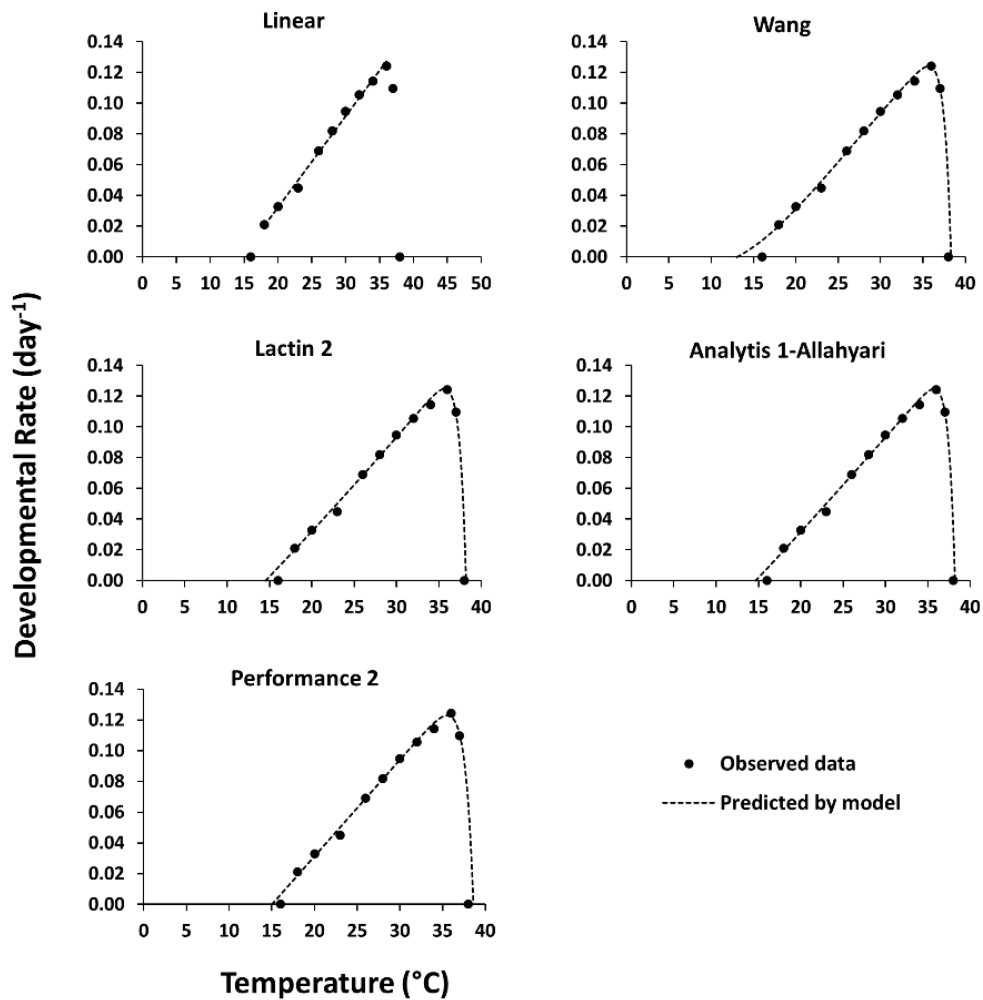 Linear
0.14
0.12
0.10
0.08
0.06
0.04
0.02
0.00
0 5 10 15 20 25 30 35 40 45 50
Wang
0.14
0.12
0.10
0.08
0.06
0.04
0.02
0.00
0 5 10 15 20 25 30 35 40
Developmental Rate (day⁻¹)
Lactin 2
0.14
0.12
0.10
0.08
0.06
0.04
0.02
0.00
0 5 10 15 20 25 30 35 40
Analytis 1-Allahyari
0.14
0.12
0.10
0.08
0.06
0.04
0.02
0.00
0 5 10 15 20 25 30 35 40
Performance 2
0.14
0.12
0.10
0.08
0.06
0.04
0.02
0.00
0 5 10 15 20 25 30 35 40
Observed data
Predicted by model
Temperature (°C)